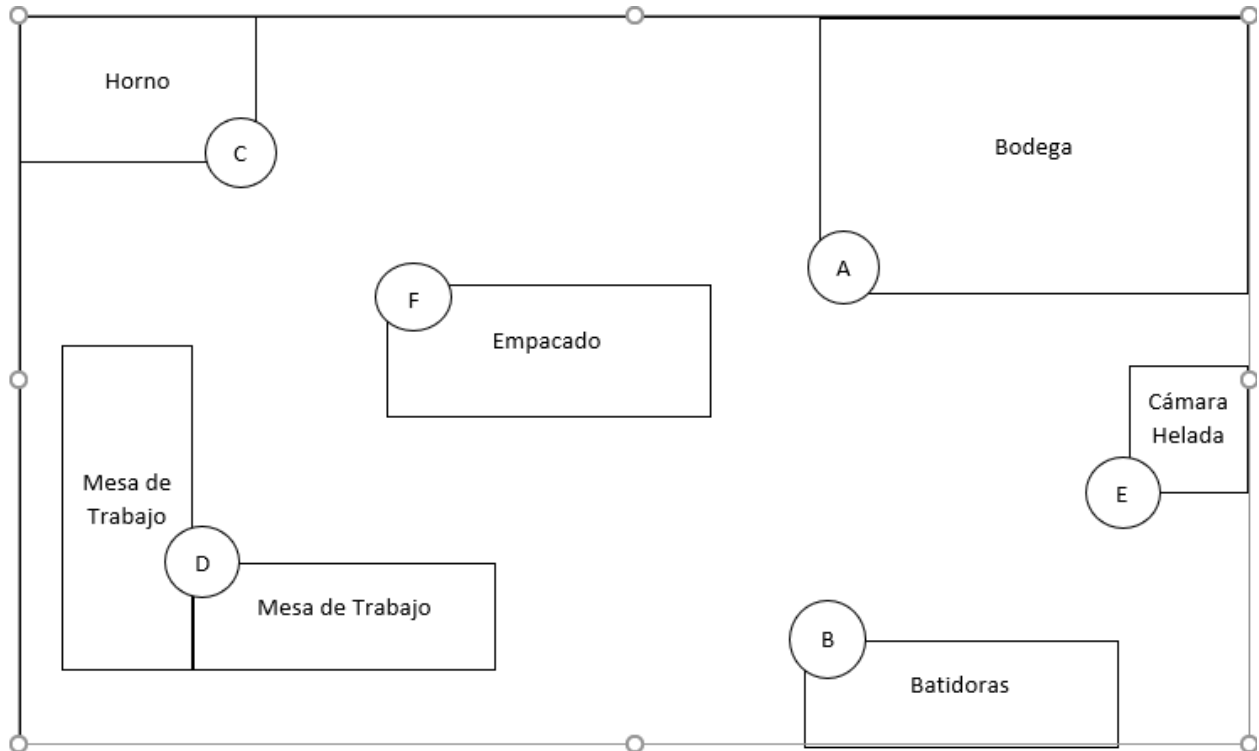 Horno
Bodega
C
A
F
Empacado
Cámara
Helada
Mesa de
Trabajo
E
D
Mesa de Trabajo
B
Batidoras